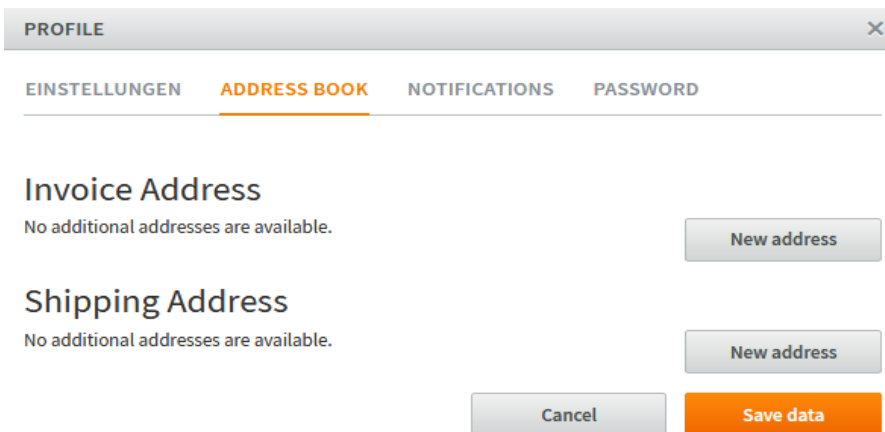 PROFILE ×
EINSTELLUNGEN ADDRESS BOOK NOTIFICATIONS PASSWORD
Invoice Address
No additional addresses are available.
New address
Shipping Address
No additional addresses are available.
New address
Cancel Save data